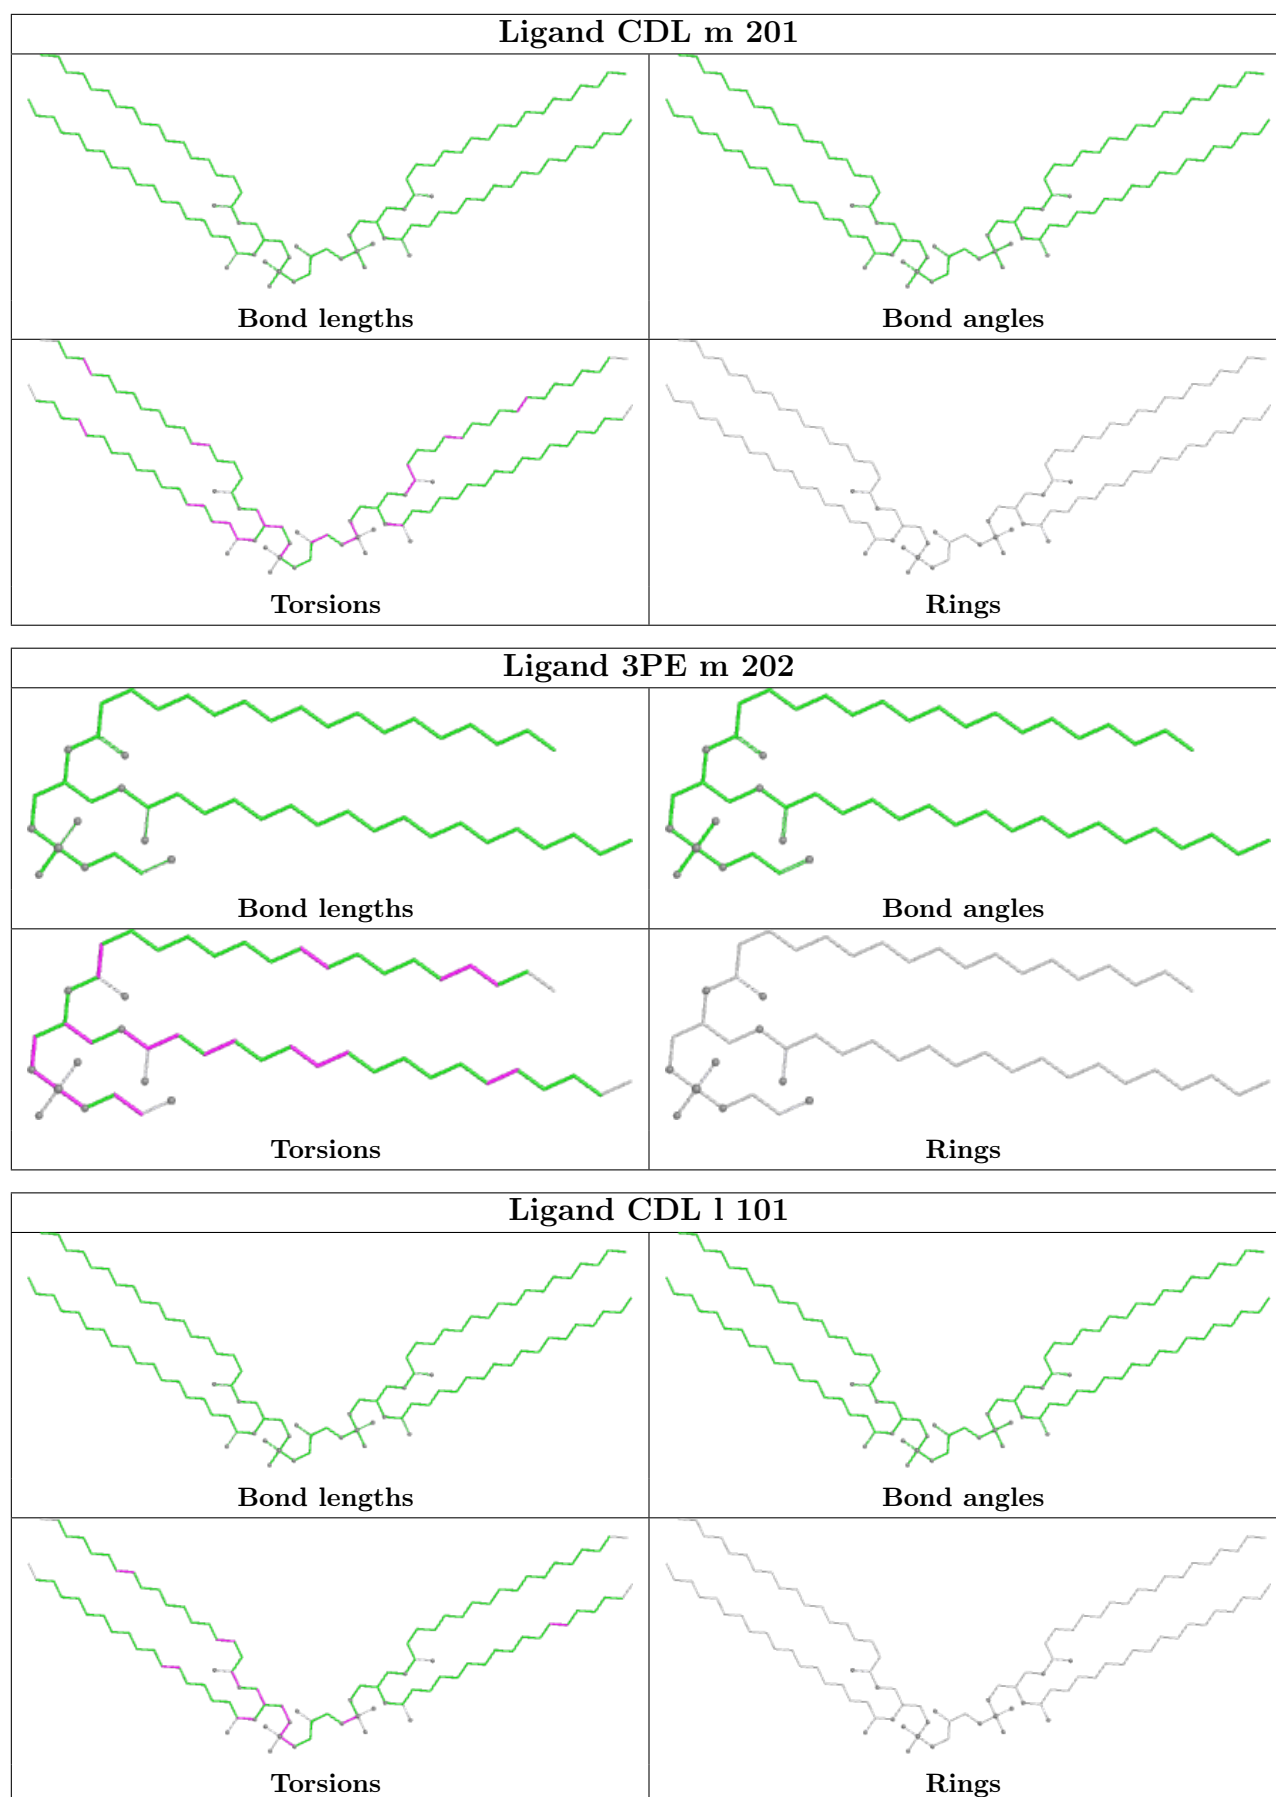 Ligand CDL m 201
Bond lengths
Bond angles
Torsions
Rings
Ligand 3PE m 202
Bond lengths
Bond angles
Torsions
Rings
Ligand CDL l 101
Bond lengths
Bond angles
Torsions
Rings